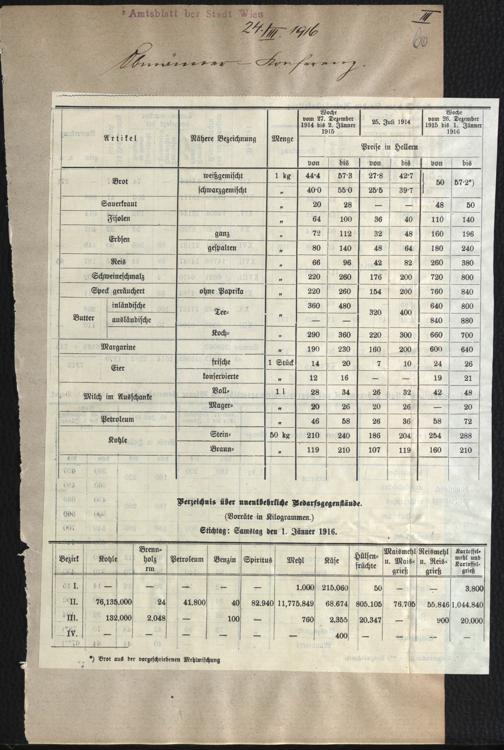 * Amtsblatt der Stadt Wien
24./III 1916
III
60
Obmänner-Konferenz.
Artikel | Nähere Bezeichnung | Menge | Woche vom 27. Dezember 1914 bis 2. Jänner 1915 | 25. Juli 1914 | Woche vom 26. Dezember 1915 bis 1. Jänner 1916
Preise in Hellern
von | bis | von | bis | von | bis
Brot | weißgemischt | 1 kg | 44·4 | 57·3 | 27·8 | 42·7 | 50 | 57·2*)
schwarzgemischt | „ | 40·0 | 55·0 | 25·5 | 39·7
Sauerkraut | „ | 20 | 28 | — | — | 48 | 50
Fisolen | „ | 64 | 100 | 36 | 40 | 110 | 140
Erbsen | ganz | „ | 72 | 112 | 32 | 48 | 160 | 196
gespalten | „ | 80 | 140 | 48 | 64 | 180 | 240
Reis | „ | 66 | 96 | 42 | 82 | 260 | 380
Schweineschmalz | „ | 220 | 260 | 176 | 200 | 720 | 800
Speck geräuchert | ohne Paprika | „ | 220 | 260 | 154 | 200 | 760 | 840
Butter | inländische | Tee- | „ | 360 | 480 | 320 | 400 | 640 | 800
ausländische | — | — | 840 | 880
Koch- | „ | 290 | 360 | 220 | 300 | 660 | 700
Margarine | „ | 190 | 230 | 160 | 200 | 600 | 640
Eier | frische | 1 Stück | 14 | 20 | 7 | 10 | 24 | 26
konservierte | „ | 12 | 16 | — | — | 19 | 21
Milch im Ausschanke | Voll- | 1 l | 28 | 34 | 26 | 32 | 42 | 48
Mager- | „ | 20 | 26 | 20 | 26 | — | 20
Petroleum | „ | 46 | 58 | 26 | 36 | 58 | 72
Kohle | Stein- | 50 kg | 210 | 240 | 186 | 204 | 254 | 288
Braun- | „ | 119 | 210 | 107 | 119 | 160 | 210
Verzeichnis über unentbehrliche Bedarfsgegenstände.
(Vorräte in Kilogrammen.)
Stichtag: Samstag den 1. Jänner 1916.
Bezirk | Kohle | Brennholz rm | Petroleum | Benzin | Spiritus | Mehl | Käse | Hülsenfrüchte | Maismehl u. Maisgrieß | Reismehl u. Reisgrieß | Kartoffelmehl und Kartoffelgrieß
I. | — | — | — | — | — | 1.000 | 215,060 | 50 | — | — | 3.800
II. | 76,135.000 | 24 | 41.800 | 40 | 82.940 | 11,775.849 | 68.674 | 805.105 | 76.705 | 55.846 | 1,044.840
III. | 132.000 | 2,048 | — | 100 | — | 760 | 2.355 | 20.347 | — | 900 | 20.000
IV. | — | — | — | — | — | — | 400 | — | — | — | —
*) Brot aus der vorgeschriebenen Mehlmischung